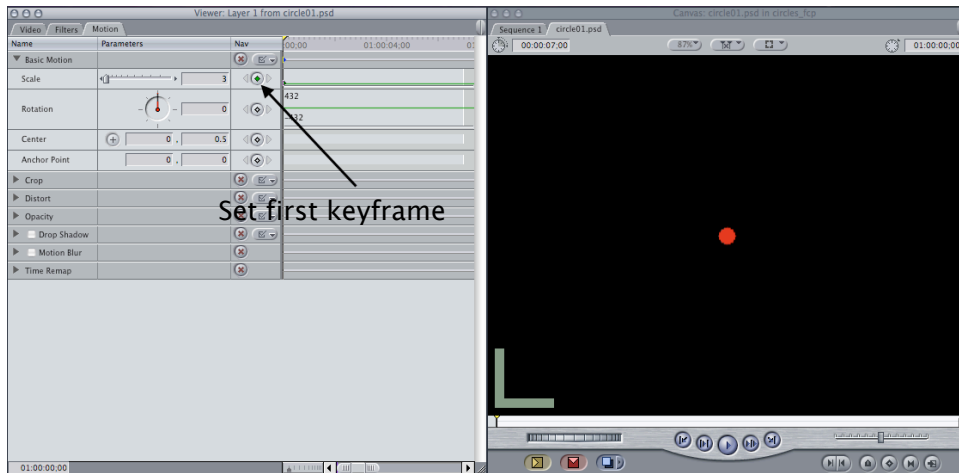 Viewer: Layer 1 from circle01.psd
Video Filters Motion
Name Parameters Nav 00:00 01:00:04;00 01
Basic Motion
Scale 3
432
Rotation 0
-432
Center 0 , 0.5
Anchor Point 0 , 0
Crop
Distort
Opacity
Drop Shadow
Motion Blur
Time Remap
Set first keyframe
01:00:00;00
Canvas: circle01.psd in circles_fcp
Sequence 1 circle01.psd
00:00:07;00 87% 01:00:00;00